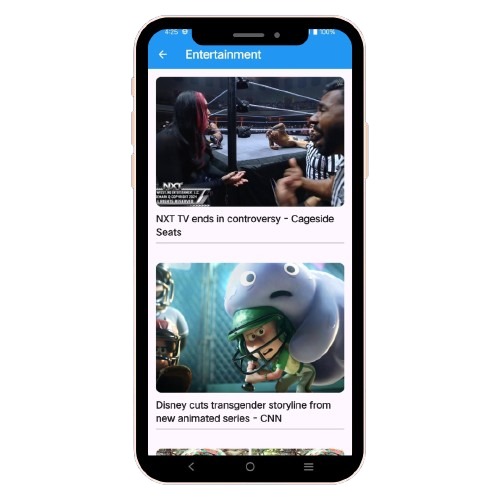 4:25
100%
Entertainment
NXT
NXT TV ends in controversy - Cageside
Seats
Disney cuts transgender storyline from
new animated series - CNN